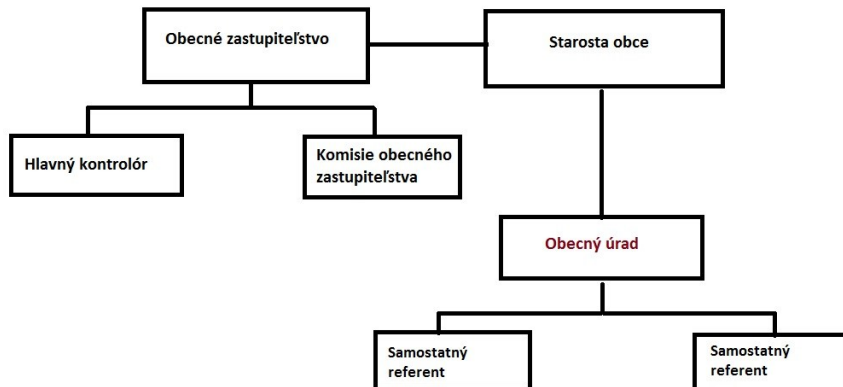 Obecné zastupiteľstvo
Starosta obce
Hlavný kontrolór
Komisie obecného
zastupiteľstva
Obecný úrad
Samostatný
referent
Samostatný
referent